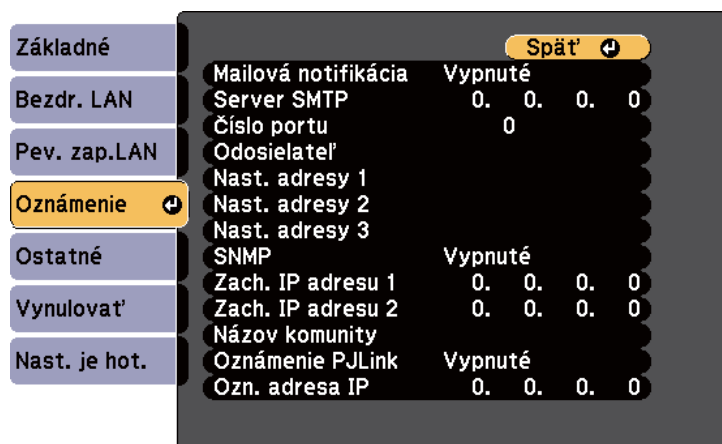 Základné
Bezdr. LAN
Pev. zap.LAN
Oznámenie
Ostatné
Vynulovať
Nast. je hot.
Späť
Mailová notifikácia Vypnuté
Server SMTP 0. 0. 0. 0
Číslo portu 0
Odosielateľ
Nast. adresy 1
Nast. adresy 2
Nast. adresy 3
SNMP Vypnuté
Zach. IP adresu 1 0. 0. 0. 0
Zach. IP adresu 2 0. 0. 0. 0
Názov komunity
Oznámenie PJLink Vypnuté
Ozn. adresa IP 0. 0. 0. 0